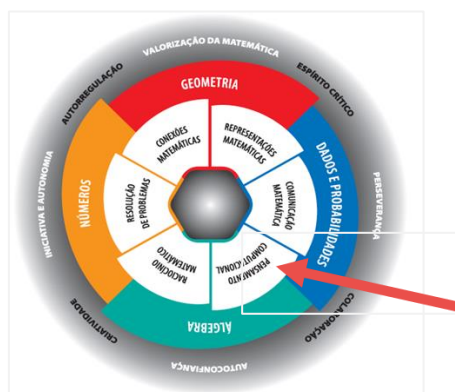 VALORIZAÇÃO DA MATEMÁTICA
ESPÍRITO CRÍTICO
PERSEVERANÇA
COLABORAÇÃO
AUTOCONFIANÇA
CRIATIVIDADE
INICIATIVA E AUTONOMIA
AUTORREGULAÇÃO
GEOMETRIA
DADOS E PROBABILIDADES
ÁLGEBRA
NÚMEROS
CONEXÕES
MATEMÁTICAS
REPRESENTAÇÕES
MATEMÁTICAS
COMUNICAÇÃO
MATEMÁTICA
PENSAMENTO
COMPUTACIONAL
RACIOCÍNIO
MATEMÁTICO
RESOLUÇÃO
DE PROBLEMAS